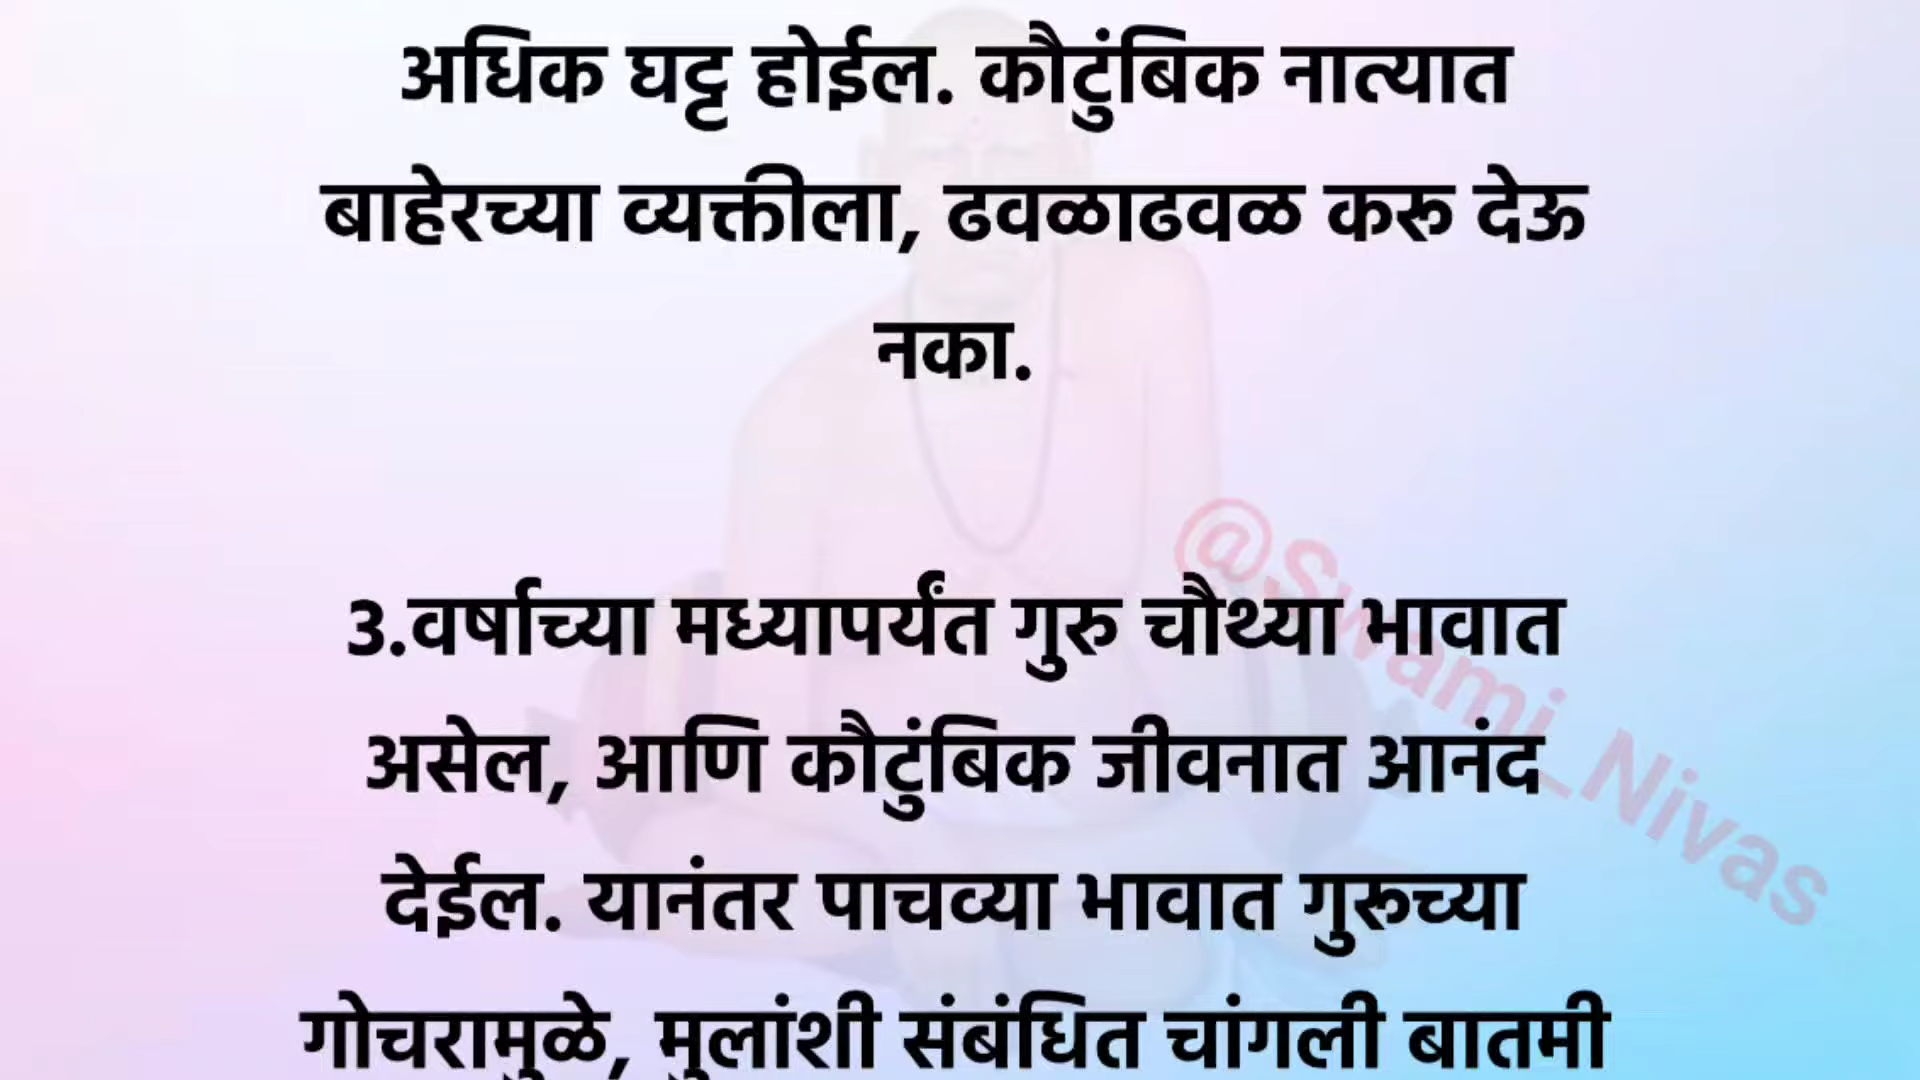 अधिक घट्ट होईल. कौटुंबिक नात्यात
बाहेरच्या व्यक्तीला, ढवळाढवळ करू देऊ
नका.
3.वर्षाच्या मध्यापर्यंत गुरु चौथ्या भावात
असेल, आणि कौटुंबिक जीवनात आनंद
देईल. यानंतर पाचव्या भावात गुरूच्या
गोचरामुळे, मुलांशी संबंधित चांगली बातमी
@Swami_Nivas